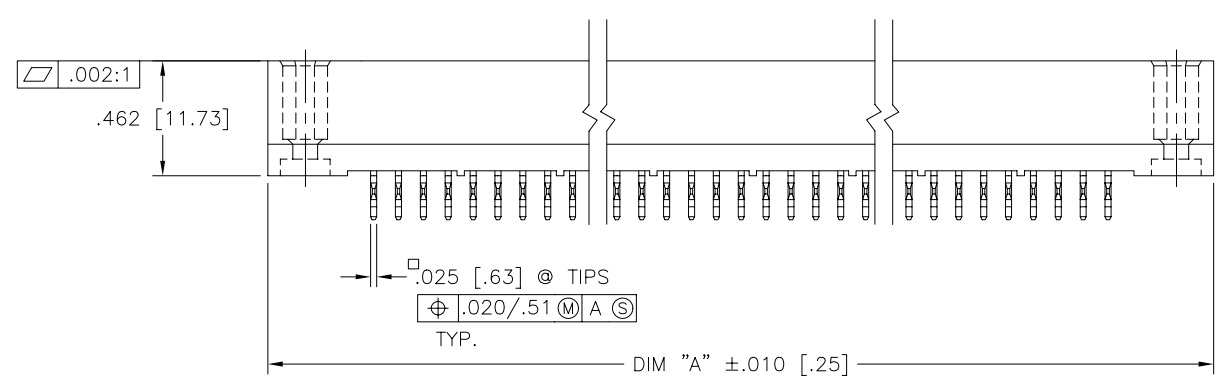 .002:1
.462 [11.73]
.025 [.63] @ TIPS
.020/.51 Ⓜ A Ⓢ
TYP.
DIM "A" ±.010 [.25]